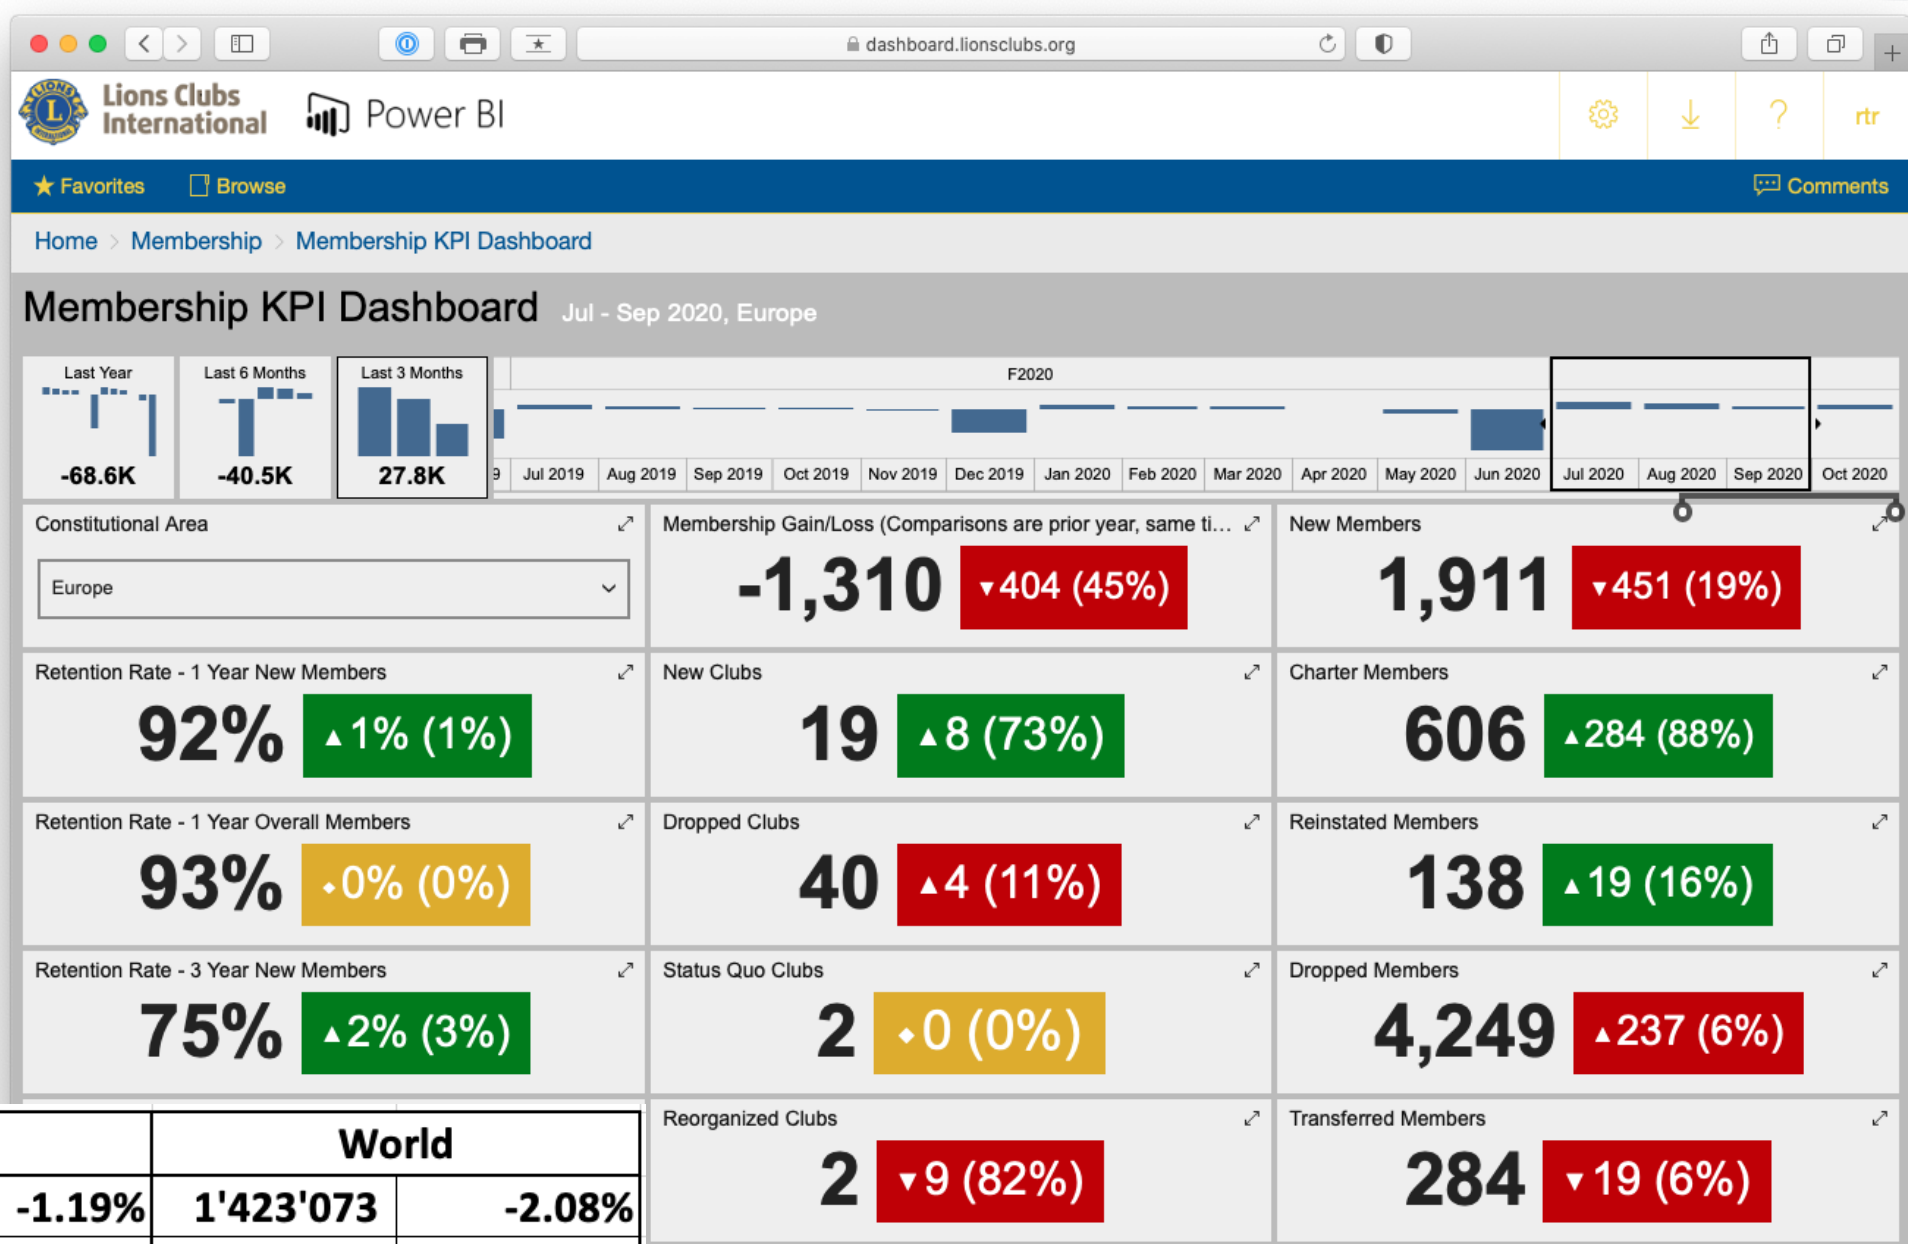 dashboard.lionsclubs.org
Lions Clubs
International
Power BI
?
rtr
Favorites
Browse
Comments
Home > Membership > Membership KPI Dashboard
Membership KPI Dashboard Jul - Sep 2020, Europe
Last Year
-68.6K
Last 6 Months
-40.5K
Last 3 Months
27.8K
F2020
9 Jul 2019 Aug 2019 Sep 2019 Oct 2019 Nov 2019 Dec 2019 Jan 2020 Feb 2020 Mar 2020 Apr 2020 May 2020 Jun 2020 Jul 2020 Aug 2020 Sep 2020 Oct 2020
Constitutional Area
Europe
Membership Gain/Loss (Comparisons are prior year, same ti...
-1,310 ▼404 (45%)
New Members
1,911 ▼451 (19%)
Retention Rate - 1 Year New Members
92% ▲1% (1%)
New Clubs
19 ▲8 (73%)
Charter Members
606 ▲284 (88%)
Retention Rate - 1 Year Overall Members
93% ◆0% (0%)
Dropped Clubs
40 ▲4 (11%)
Reinstated Members
138 ▲19 (16%)
Retention Rate - 3 Year New Members
75% ▲2% (3%)
Status Quo Clubs
2 ◆0 (0%)
Dropped Members
4,249 ▲237 (6%)
World
-1.19% 1'423'073 -2.08%
Reorganized Clubs
2 ▼9 (82%)
Transferred Members
284 ▼19 (6%)